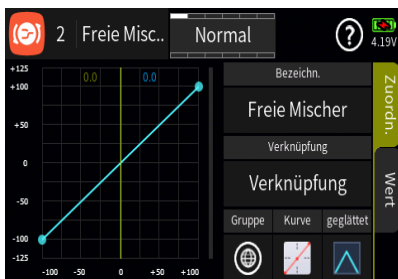 2 Freie Misc.. Normal ? 4.19V
+125
+100
+50
0
-50
-100
-125
0.0 0.0
-100 -50 0 +50 +100
Bezeichn.
Freie Mischer
Verknüpfung
Verknüpfung
Gruppe Kurve geglättet
Zuordn.
Wert